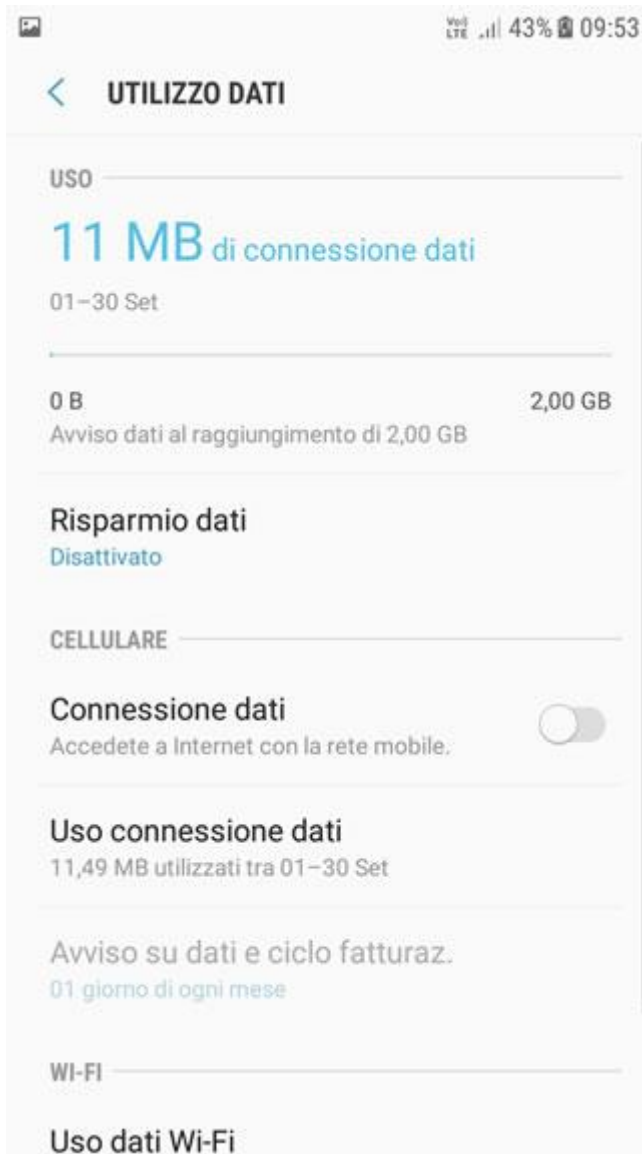 VoLTE 43% 09:53
UTILIZZO DATI
USO
11 MB di connessione dati
01–30 Set
0 B 2,00 GB
Avviso dati al raggiungimento di 2,00 GB
Risparmio dati
Disattivato
CELLULARE
Connessione dati
Accedete a Internet con la rete mobile.
Uso connessione dati
11,49 MB utilizzati tra 01–30 Set
Avviso su dati e ciclo fatturaz.
01 giorno di ogni mese
WI-FI
Uso dati Wi-Fi